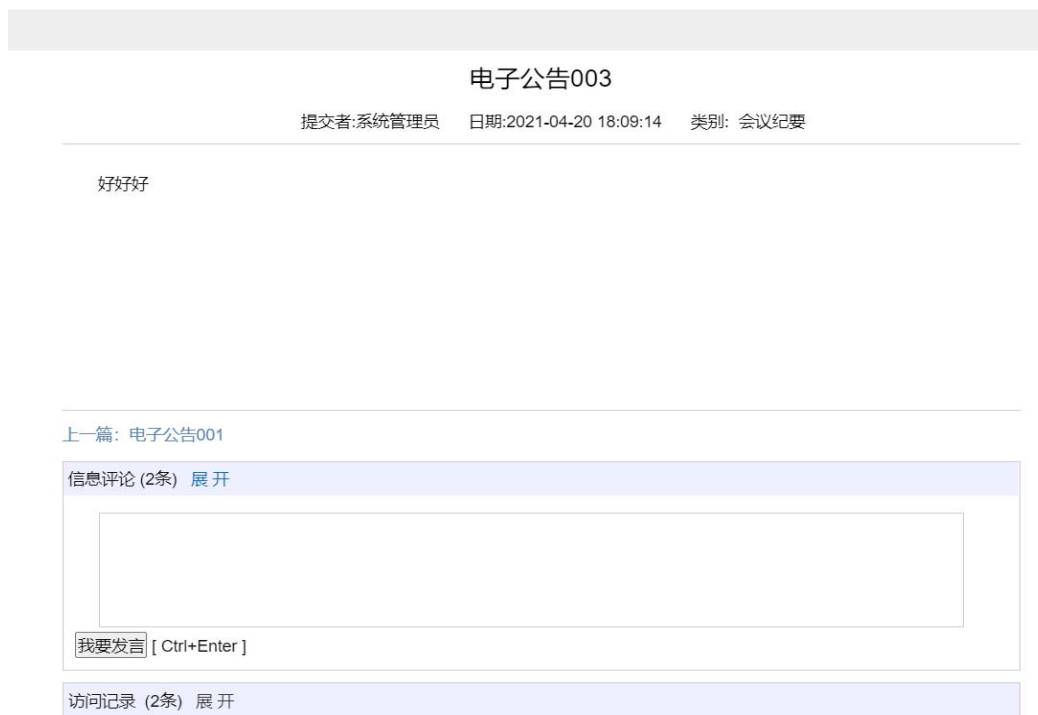 电子公告003
提交者:系统管理员 日期:2021-04-20 18:09:14 类别: 会议纪要
好好好
上一篇: 电子公告001
信息评论 (2条) 展 开
我要发言 [ Ctrl+Enter ]
访问记录 (2条) 展 开